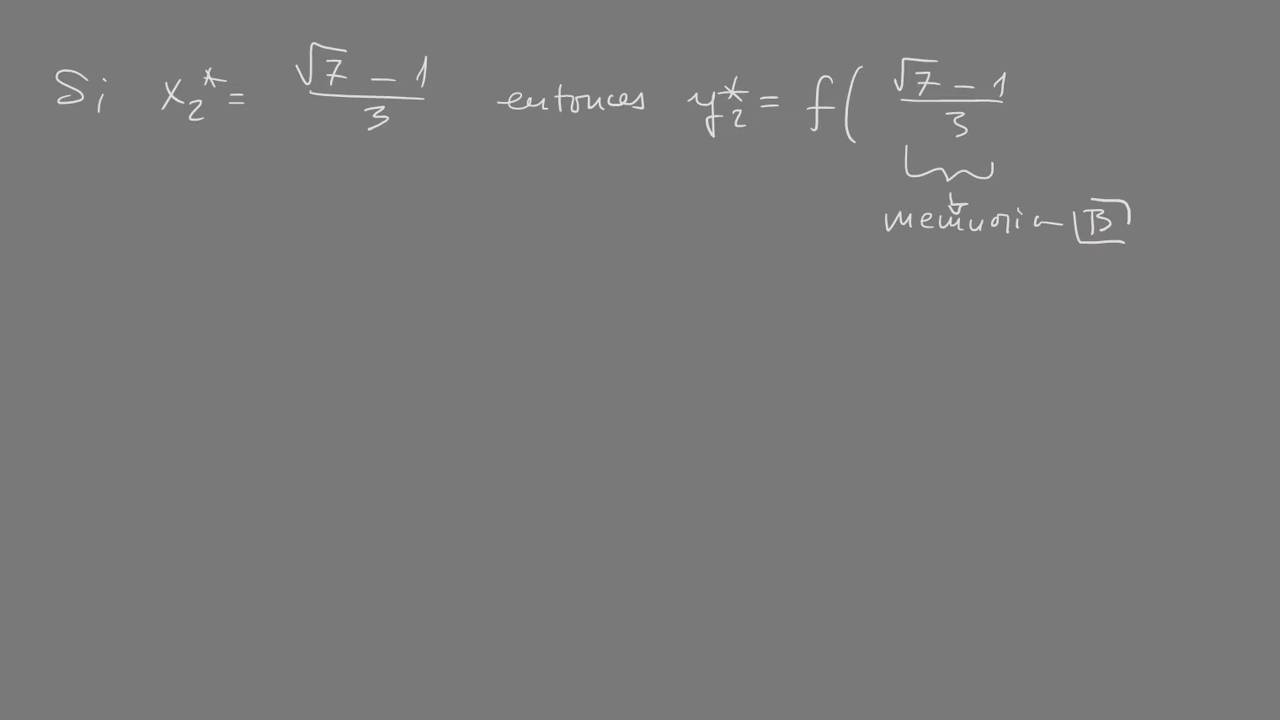 Si x₂* = (√7 - 1)/3 entonces y₂* = f( (√7 - 1)/3
memoria B